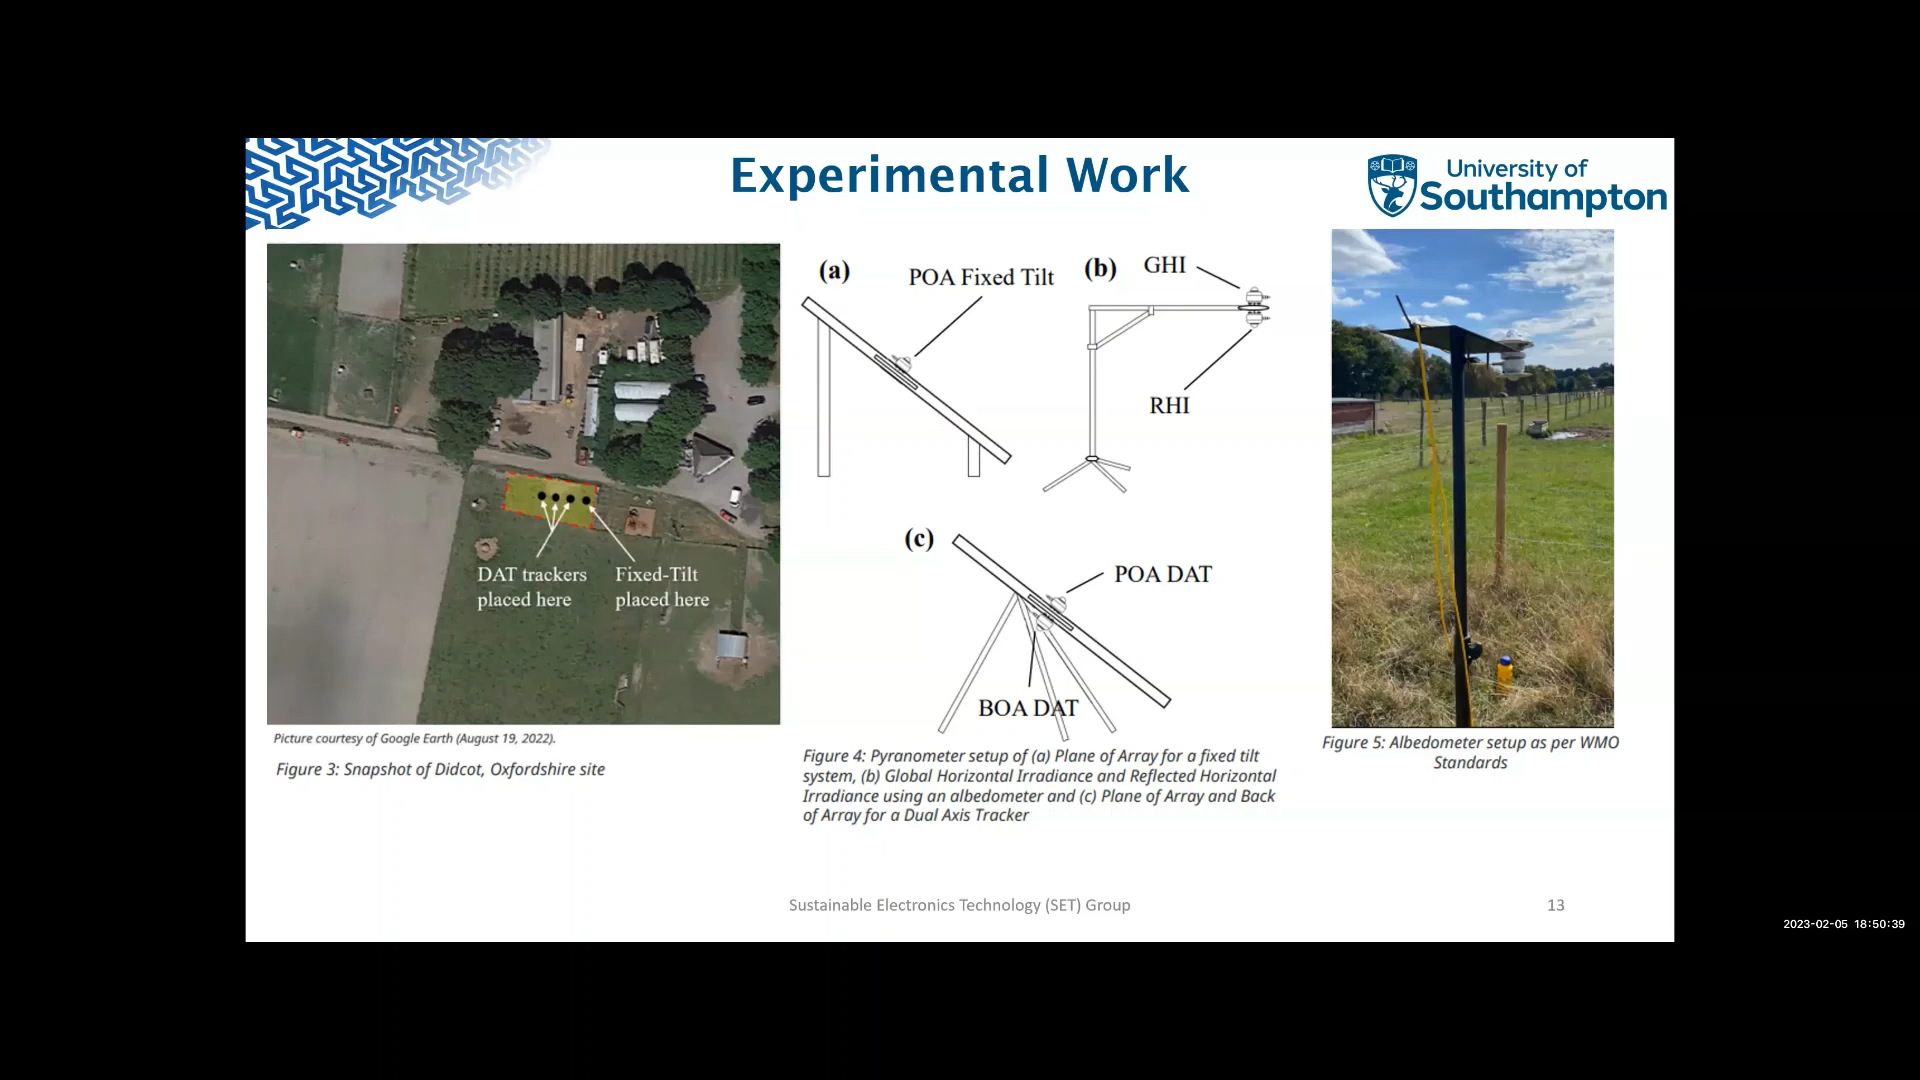 Experimental Work
University of
Southampton
DAT trackers
placed here
Fixed-Tilt
placed here
Picture courtesy of Google Earth (August 19, 2022).
Figure 3: Snapshot of Didcot, Oxfordshire site
(a)
POA Fixed Tilt
(b)
GHI
RHI
(c)
POA DAT
BOA DAT
Figure 4: Pyranometer setup of (a) Plane of Array for a fixed tilt
system, (b) Global Horizontal Irradiance and Reflected Horizontal
Irradiance using an albedometer and (c) Plane of Array and Back
of Array for a Dual Axis Tracker
Figure 5: Albedometer setup as per WMO
Standards
Sustainable Electronics Technology (SET) Group
13
2023-02-05 18:50:39